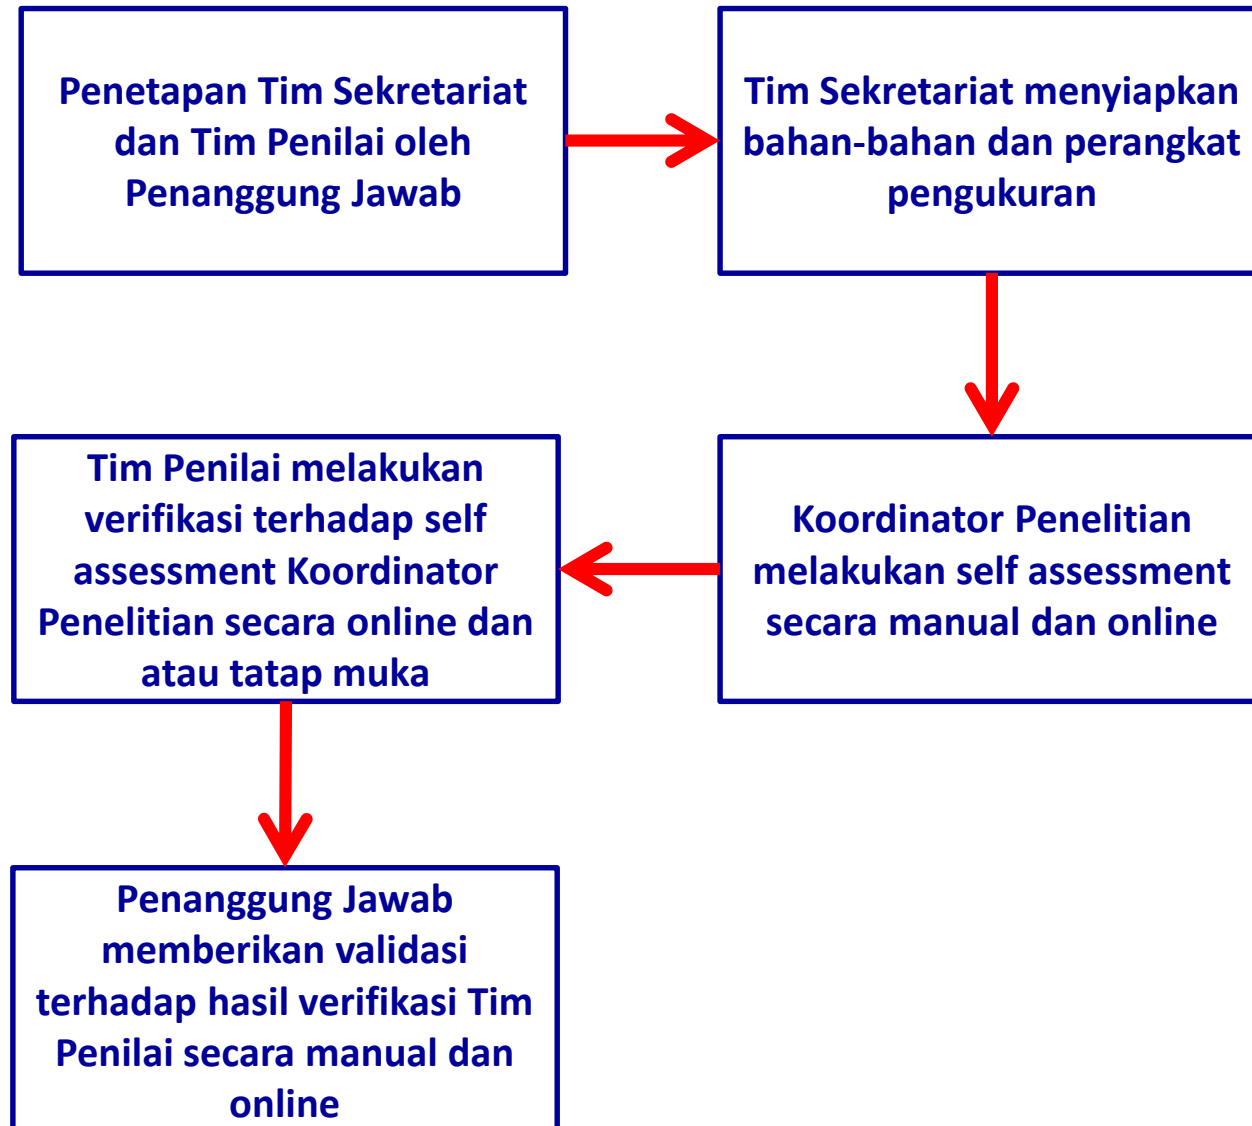 Penetapan Tim Sekretariat
dan Tim Penilai oleh
Penanggung Jawab
Tim Sekretariat menyiapkan
bahan-bahan dan perangkat
pengukuran
Koordinator Penelitian
melakukan self assessment
secara manual dan online
Tim Penilai melakukan
verifikasi terhadap self
assessment Koordinator
Penelitian secara online dan
atau tatap muka
Penanggung Jawab
memberikan validasi
terhadap hasil verifikasi Tim
Penilai secara manual dan
online